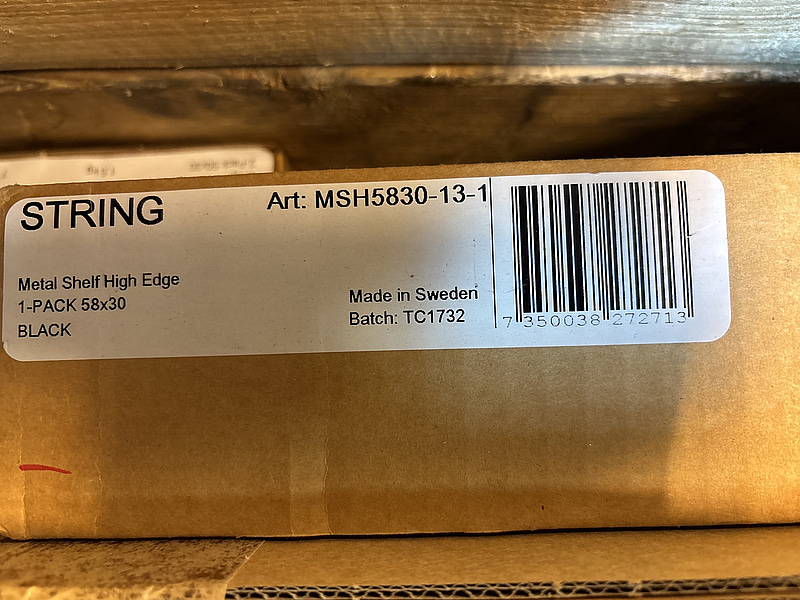 STRING
Art: MSH5830-13-1
Metal Shelf High Edge
1-PACK 58x30
BLACK
Made in Sweden
Batch: TC1732
7 350038 272713